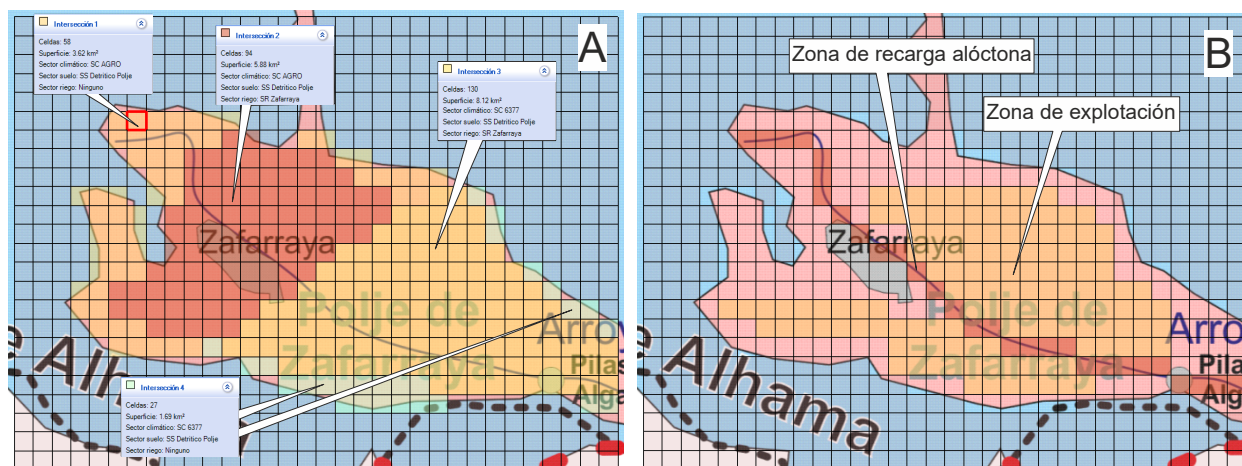 A
Intersección 1
Celdas: 58
Superficie: 3.62 km²
Sector climático: SC AGRO
Sector suelo: SS Detrítico Polje
Sector riego: Ninguno
Intersección 2
Celdas: 94
Superficie: 5.88 km²
Sector climático: SC AGRO
Sector suelo: SS Detrítico Polje
Sector riego: SR Zafarraya
Intersección 3
Celdas: 130
Superficie: 8.12 km²
Sector climático: SC 6377
Sector suelo: SS Detrítico Polje
Sector riego: SR Zafarraya
Zafarraya
Polje de
Zafarraya
Arroy
Pilas
Alga
e Alhama
Intersección 4
Celdas: 27
Superficie: 1.69 km²
Sector climático: SC 6377
Sector suelo: SS Detrítico Polje
Sector riego: Ninguno
B
Zona de recarga alóctona
Zona de explotación
Zafarraya
Polje de
Zafarraya
Arro
Pila
Alg
e Alhama